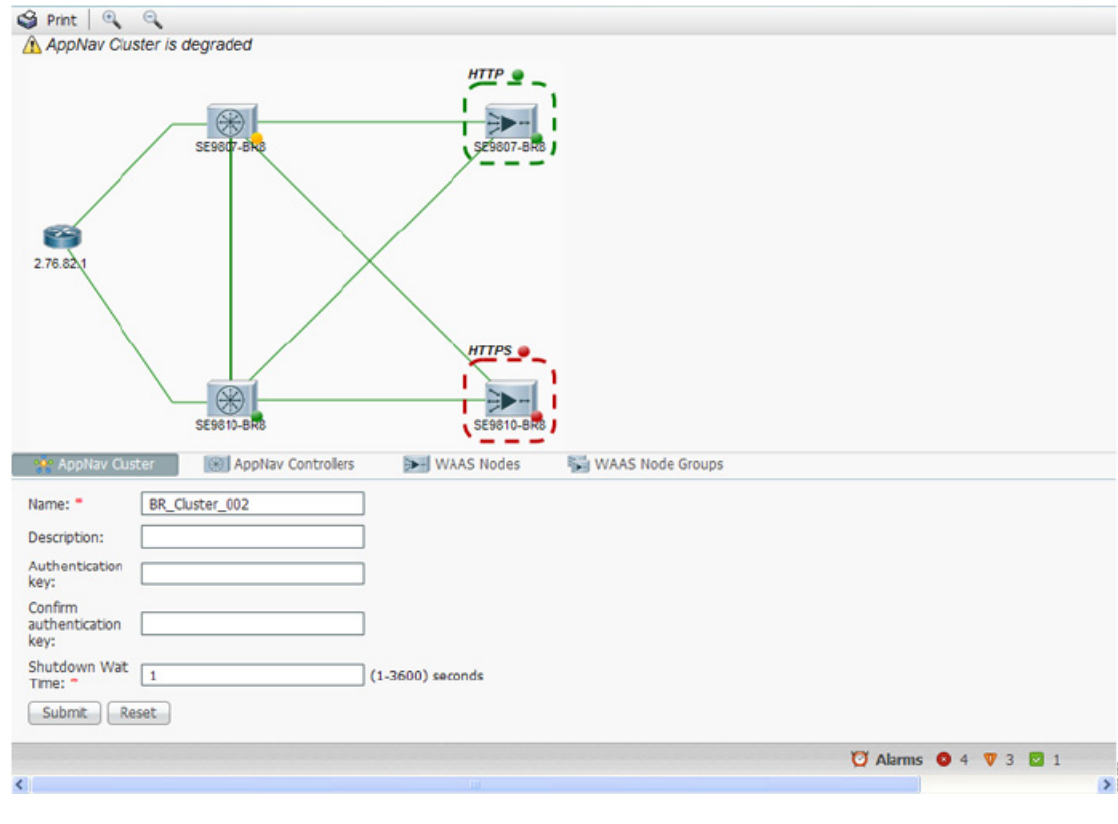 Print
AppNav Cluster is degraded
HTTP
SE9807-BR8
SE9807-BR8
2.76.82.1
HTTPS
SE9810-BR8
SE9810-BR8
AppNav Cluster
AppNav Controllers
WAAS Nodes
WAAS Node Groups
Name: *
BR_Cluster_002
Description:
Authentication
key:
Confirm
authentication
key:
Shutdown Wait
Time: *
1
(1-3600) seconds
Submit
Reset
Alarms 4 3 1